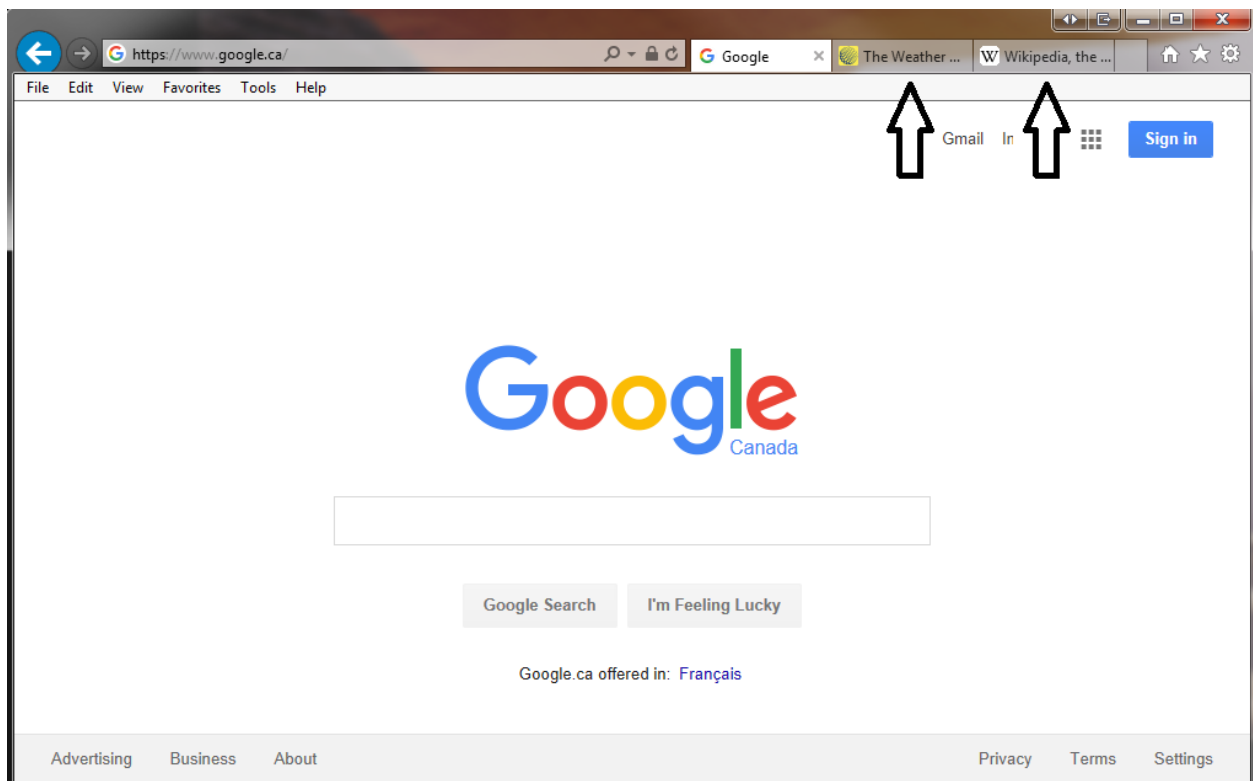 https://www.google.ca/ Google The Weather ... W Wikipedia, the ...
File Edit View Favorites Tools Help
Gmail Sign in
Google
Canada
Google Search I'm Feeling Lucky
Google.ca offered in: Français
Advertising Business About Privacy Terms Settings